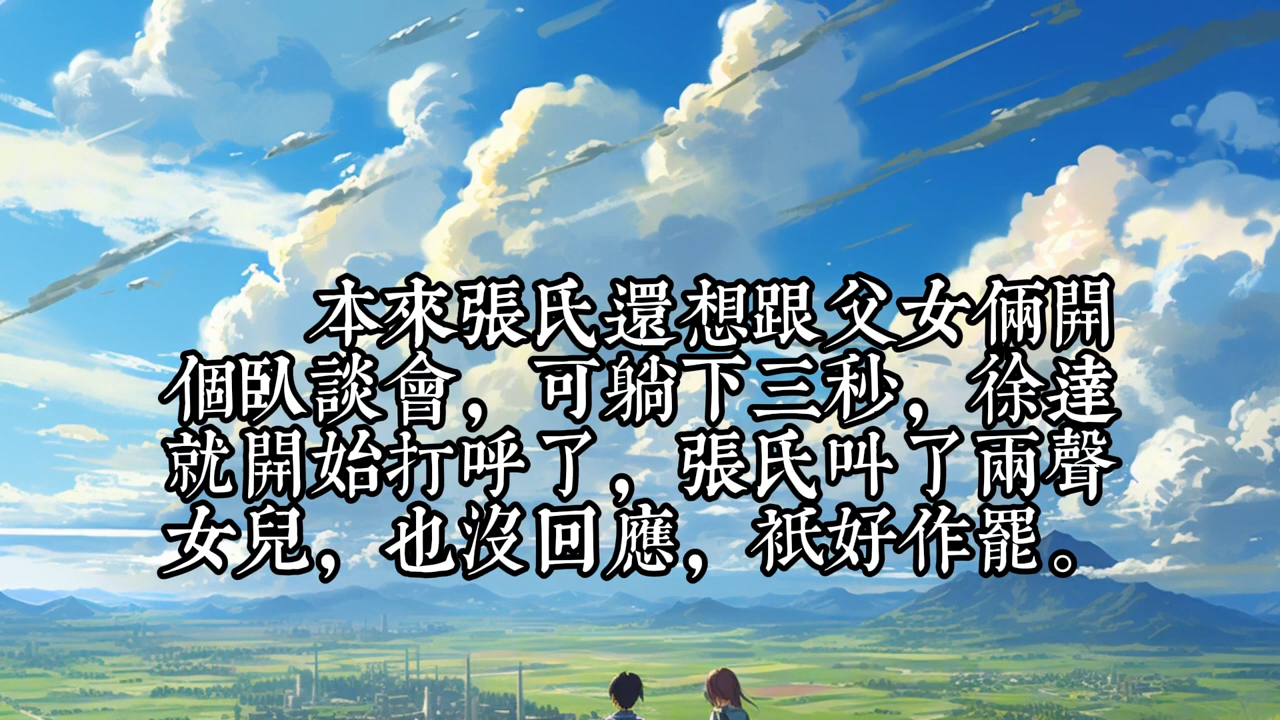 本來張氏還想跟父女倆開
個臥談會，可躺下三秒，徐達
就開始打呼了，張氏叫了兩聲
女兒，也沒回應，衹好作罷。